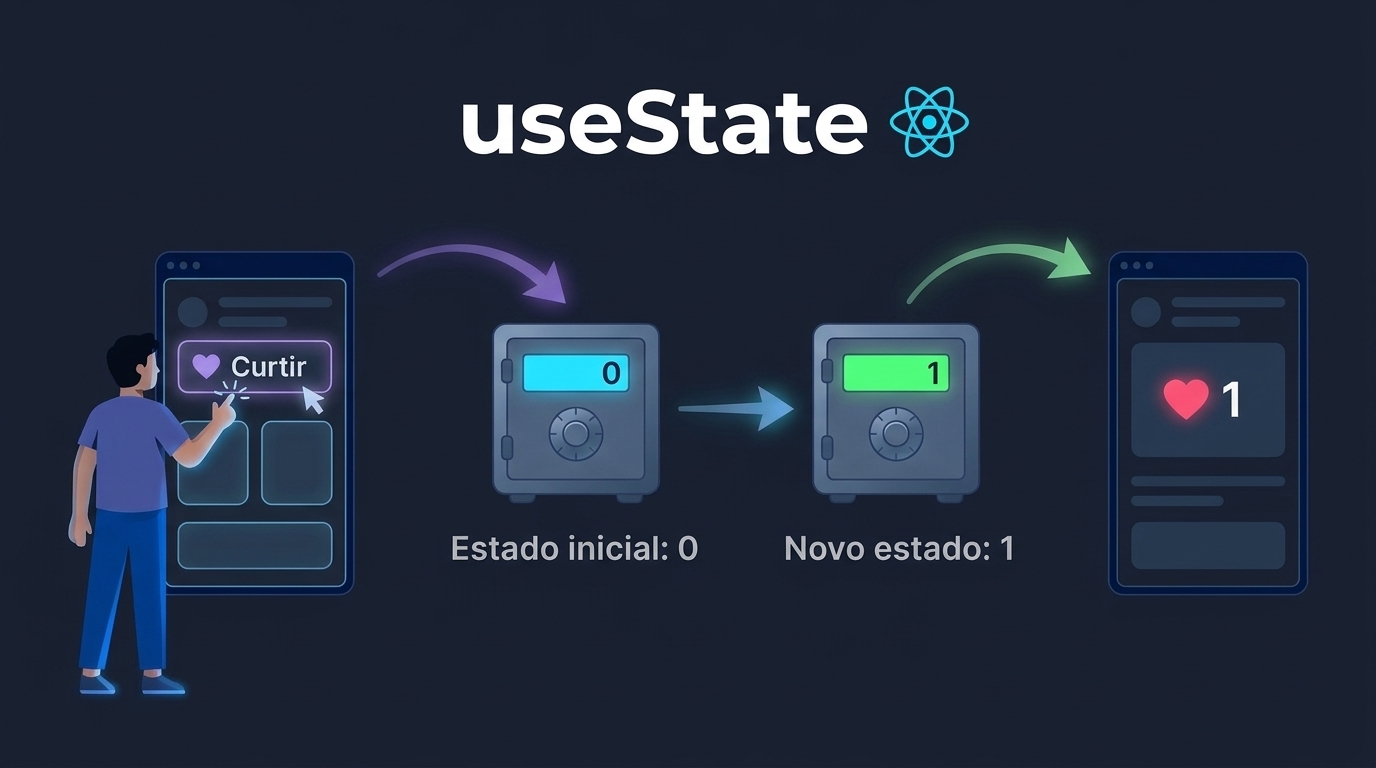 useState
Curtir
0
1
1
Estado inicial: 0
Novo estado: 1